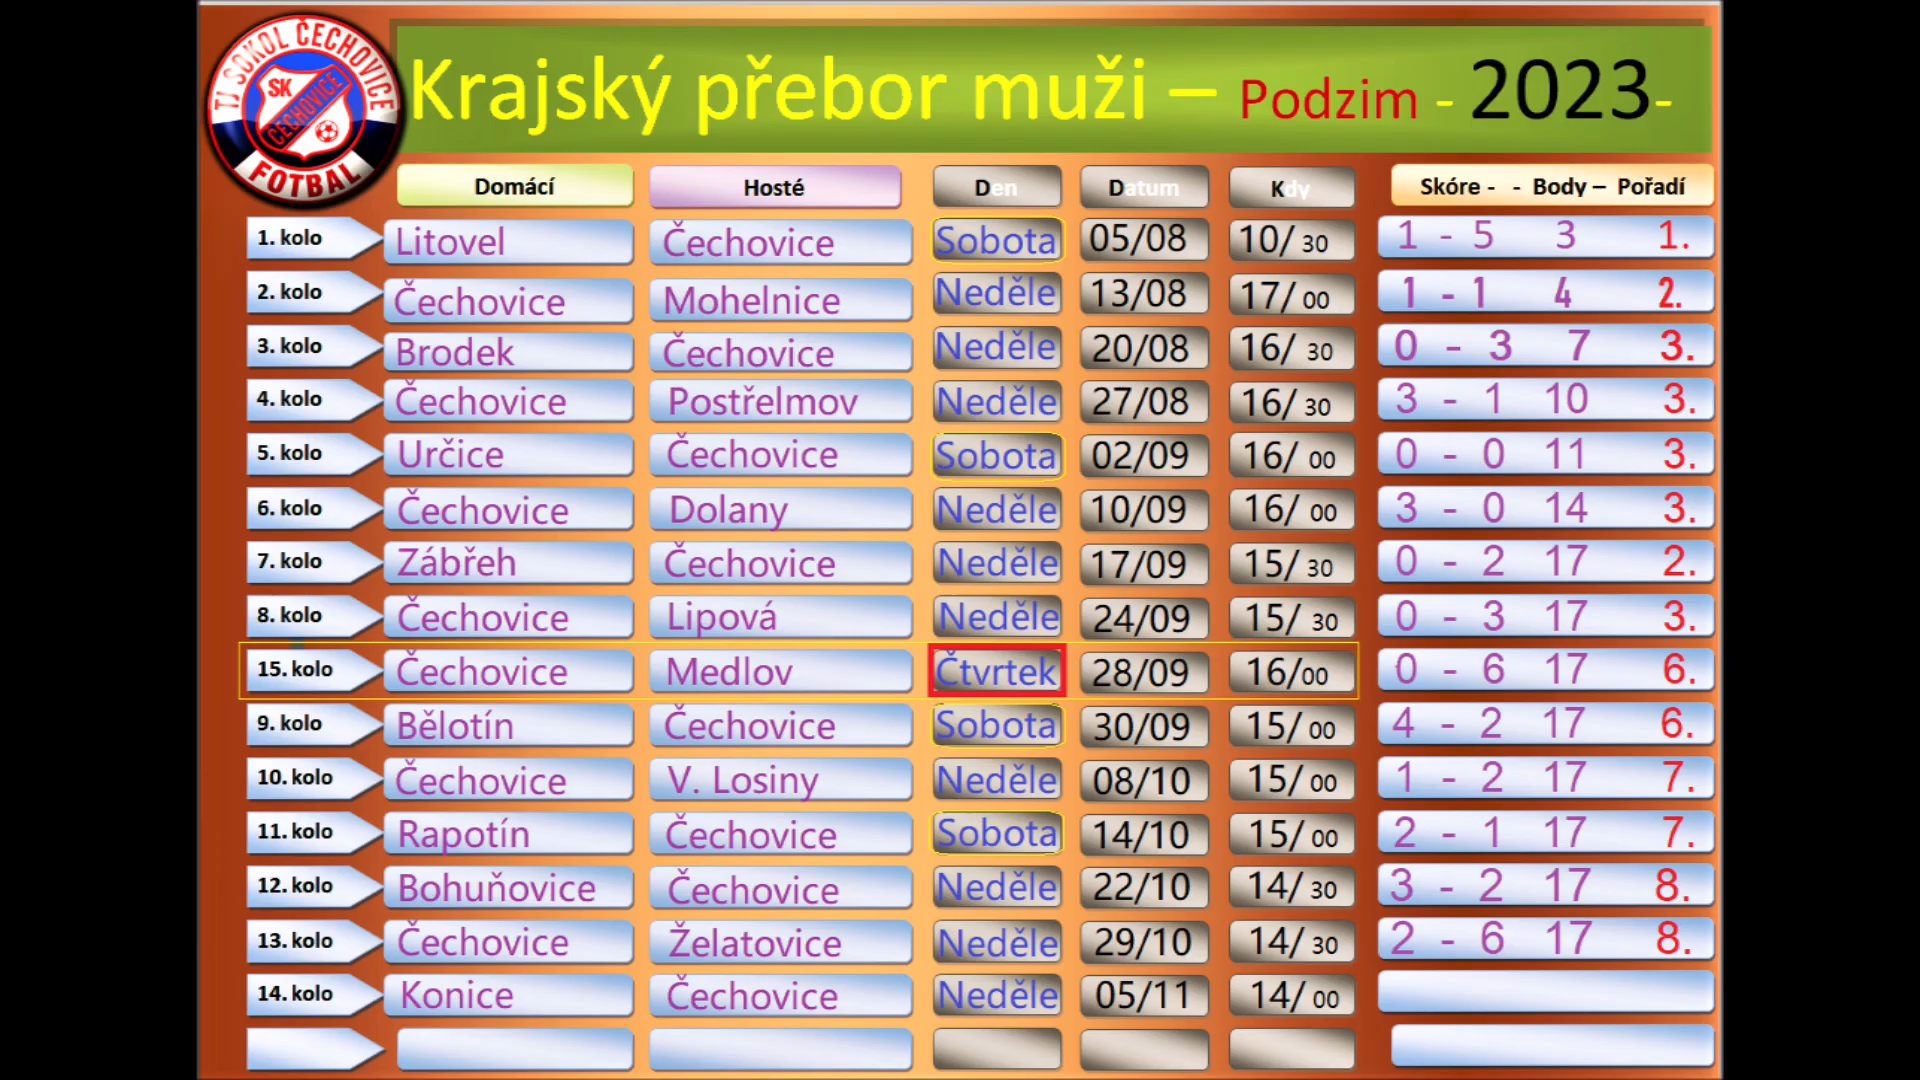 TJ SOKOL ČECHOVICE
SK
ČECHOVICE
FOTBAL
Krajský přebor muži – Podzim - 2023-
Domácí Hosté Den Datum Kdy Skóre - - Body – Pořadí
1. kolo Litovel Čechovice Sobota 05/08 10/ 30 1 - 5 3 1.
2. kolo Čechovice Mohelnice Neděle 13/08 17/ 00 1 - 1 4 2.
3. kolo Brodek Čechovice Neděle 20/08 16/ 30 0 - 3 7 3.
4. kolo Čechovice Postřelmov Neděle 27/08 16/ 30 3 - 1 10 3.
5. kolo Určice Čechovice Sobota 02/09 16/ 00 0 - 0 11 3.
6. kolo Čechovice Dolany Neděle 10/09 16/ 00 3 - 0 14 3.
7. kolo Zábřeh Čechovice Neděle 17/09 15/ 30 0 - 2 17 2.
8. kolo Čechovice Lipová Neděle 24/09 15/ 30 0 - 3 17 3.
15. kolo Čechovice Medlov Čtvrtek 28/09 16/00 0 - 6 17 6.
9. kolo Bělotín Čechovice Sobota 30/09 15/ 00 4 - 2 17 6.
10. kolo Čechovice V. Losiny Neděle 08/10 15/ 00 1 - 2 17 7.
11. kolo Rapotín Čechovice Sobota 14/10 15/ 00 2 - 1 17 7.
12. kolo Bohuňovice Čechovice Neděle 22/10 14/ 30 3 - 2 17 8.
13. kolo Čechovice Želatovice Neděle 29/10 14/ 30 2 - 6 17 8.
14. kolo Konice Čechovice Neděle 05/11 14/ 00